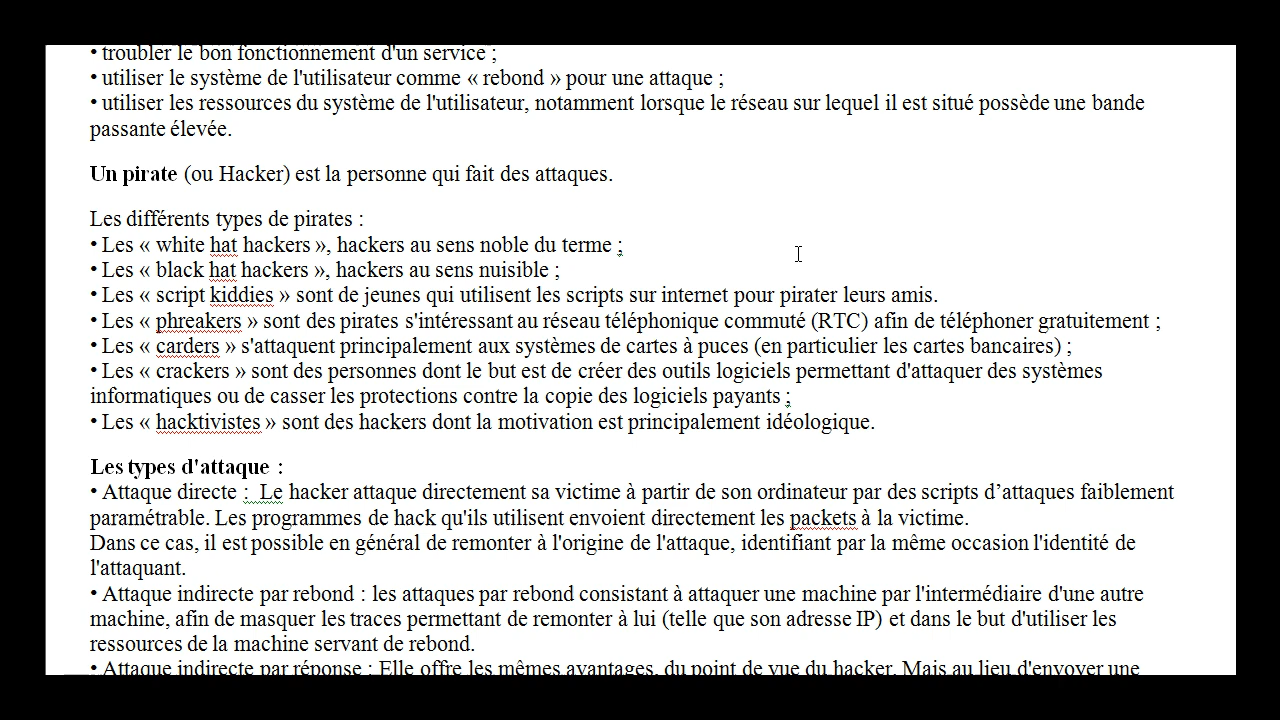 • troubler le bon fonctionnement d'un service ;
• utiliser le système de l'utilisateur comme « rebond » pour une attaque ;
• utiliser les ressources du système de l'utilisateur, notamment lorsque le réseau sur lequel il est situé possède une bande
passante élevée.
Un pirate (ou Hacker) est la personne qui fait des attaques.
Les différents types de pirates :
• Les « white hat hackers », hackers au sens noble du terme ;
• Les « black hat hackers », hackers au sens nuisible ;
• Les « script kiddies » sont de jeunes qui utilisent les scripts sur internet pour pirater leurs amis.
• Les « phreakers » sont des pirates s'intéressant au réseau téléphonique commuté (RTC) afin de téléphoner gratuitement ;
• Les « carders » s'attaquent principalement aux systèmes de cartes à puces (en particulier les cartes bancaires) ;
• Les « crackers » sont des personnes dont le but est de créer des outils logiciels permettant d'attaquer des systèmes
informatiques ou de casser les protections contre la copie des logiciels payants ;
• Les « hacktivistes » sont des hackers dont la motivation est principalement idéologique.
Les types d'attaque :
• Attaque directe :  Le hacker attaque directement sa victime à partir de son ordinateur par des scripts d’attaques faiblement
paramétrable. Les programmes de hack qu'ils utilisent envoient directement les packets à la victime.
Dans ce cas, il est possible en général de remonter à l'origine de l'attaque, identifiant par la même occasion l'identité de
l'attaquant.
• Attaque indirecte par rebond : les attaques par rebond consistant à attaquer une machine par l'intermédiaire d'une autre
machine, afin de masquer les traces permettant de remonter à lui (telle que son adresse IP) et dans le but d'utiliser les
ressources de la machine servant de rebond.
• Attaque indirecte par réponse : Elle offre les mêmes avantages, du point de vue du hacker. Mais au lieu d'envoyer une